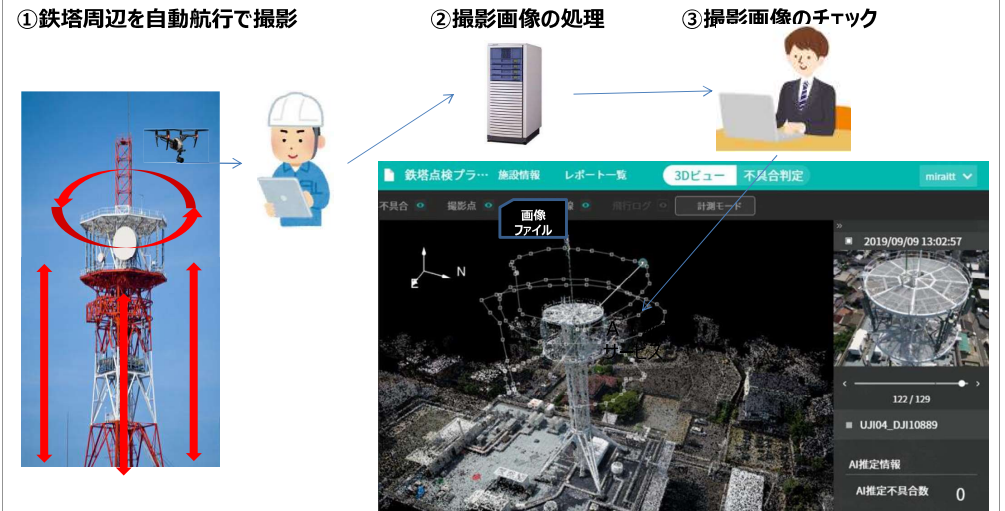 ①鉄塔周辺を自動航行で撮影
②撮影画像の処理
③撮影画像のチェック
鉄塔点検プラ… 施設情報 レポート一覧 3Dビュー 不具合判定 miraitt
不具合 撮影点 飛行ログ 計測モード
画像
ファイル
2019/09/09 13:02:57
N
E
サービス
122 / 129
UJI04_DJI10889
AI推定情報
AI推定不具合数 0